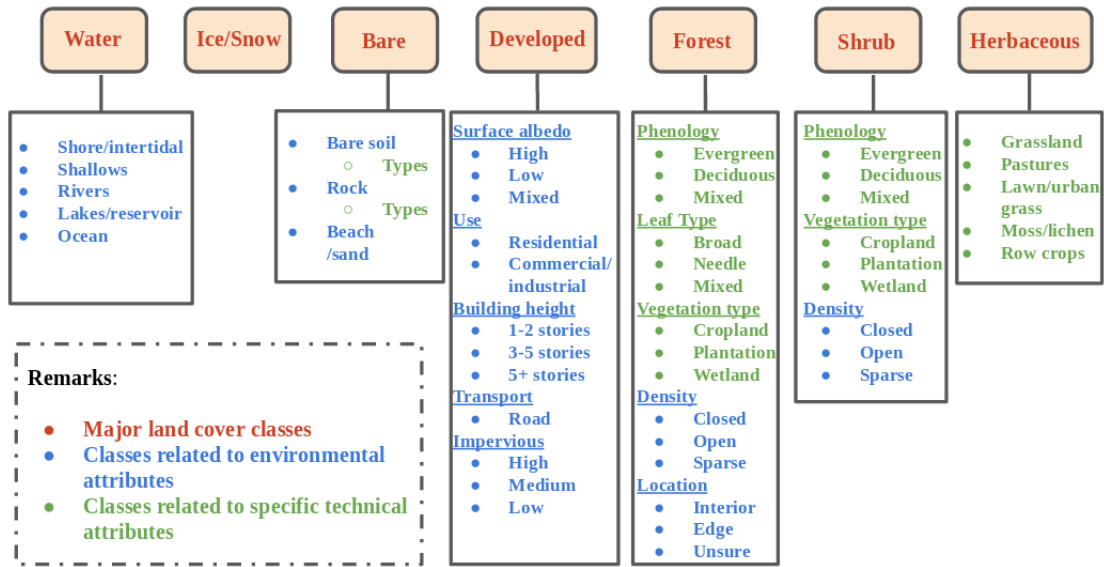 Water
Ice/Snow
Bare
Developed
Forest
Shrub
Herbaceous
● Shore/intertidal
● Shallows
● Rivers
● Lakes/reservoir
● Ocean
● Bare soil
○ Types
● Rock
○ Types
● Beach
/sand
Surface albedo
● High
● Low
● Mixed
Use
● Residential
● Commercial/
industrial
Building height
● 1-2 stories
● 3-5 stories
● 5+ stories
Transport
● Road
Impervious
● High
● Medium
● Low
Phenology
● Evergreen
● Deciduous
● Mixed
Leaf Type
● Broad
● Needle
● Mixed
Vegetation type
● Cropland
● Plantation
● Wetland
Density
● Closed
● Open
● Sparse
Location
● Interior
● Edge
● Unsure
Phenology
● Evergreen
● Deciduous
● Mixed
Vegetation type
● Cropland
● Plantation
● Wetland
Density
● Closed
● Open
● Sparse
● Grassland
● Pastures
● Lawn/urban
grass
● Moss/lichen
● Row crops
Remarks:
● Major land cover classes
● Classes related to environmental
attributes
● Classes related to specific technical
attributes